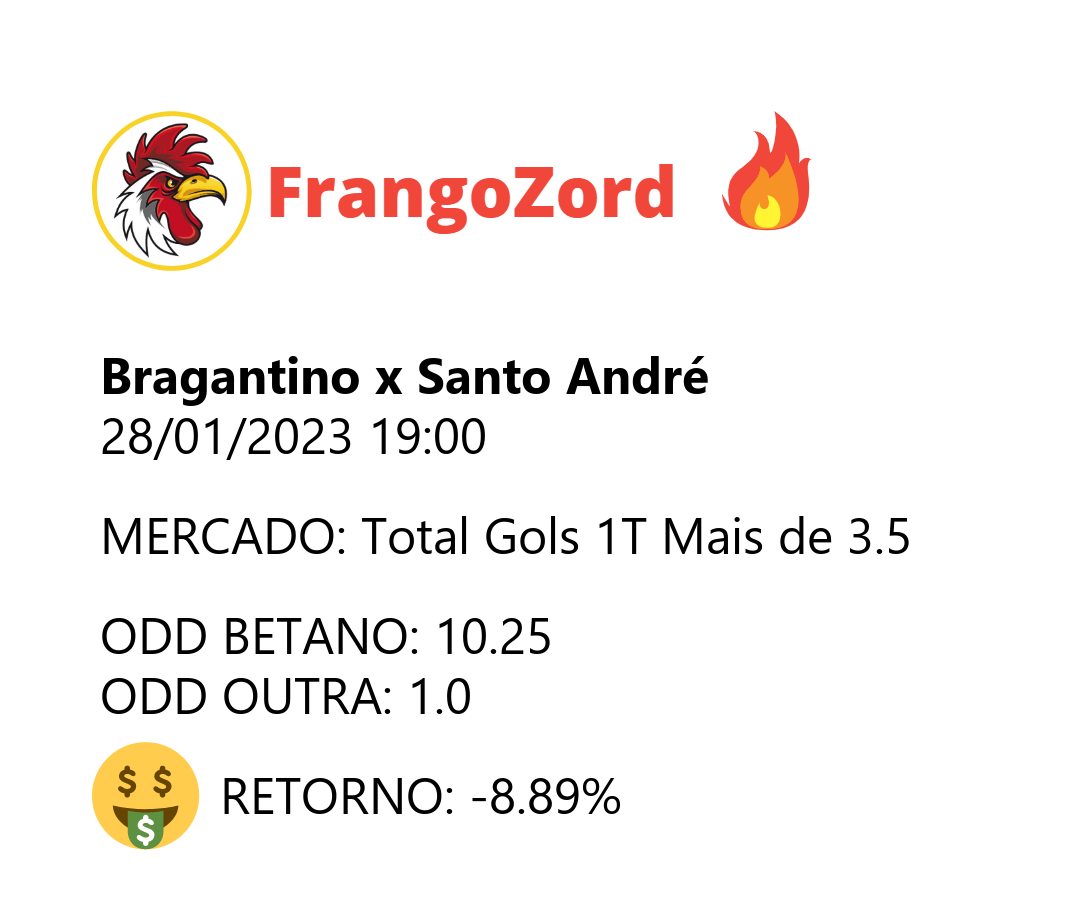 FrangoZord
Bragantino x Santo André
28/01/2023 19:00
MERCADO: Total Gols 1T Mais de 3.5
ODD BETANO: 10.25
ODD OUTRA: 1.0
RETORNO: -8.89%